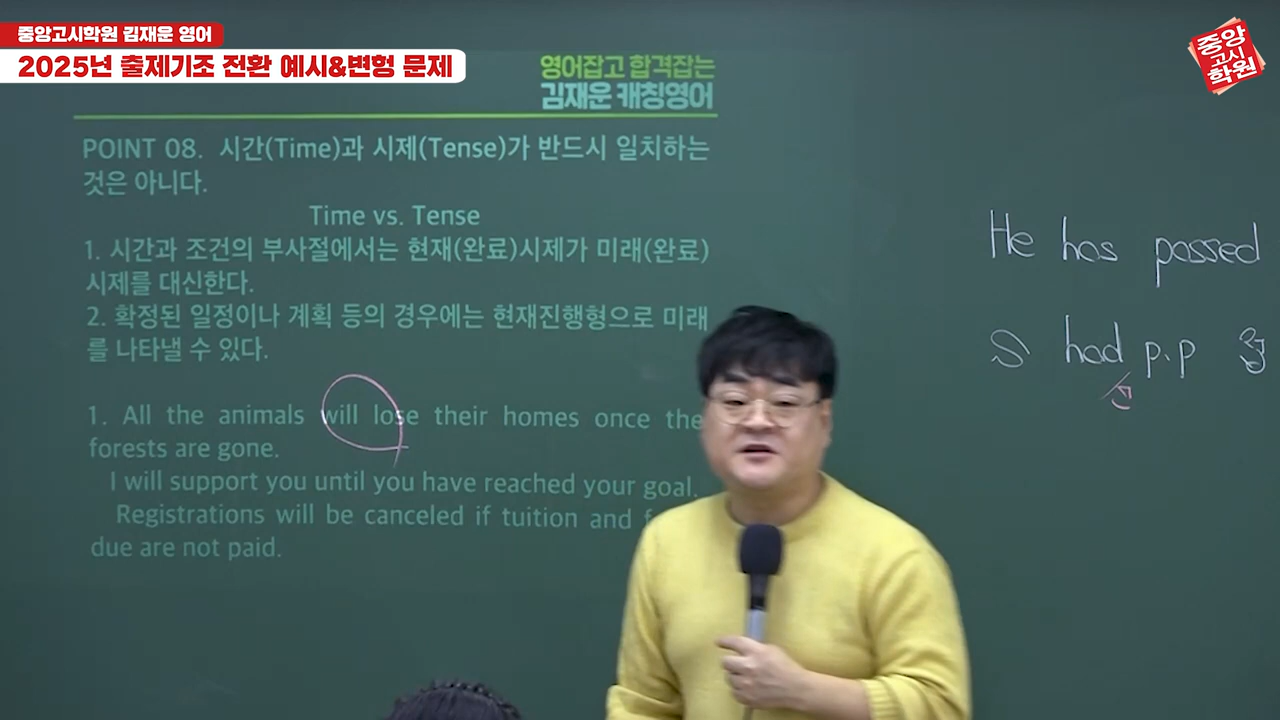 중앙고시학원 김재운 영어
2025년 출제기조 전환 예시&변형 문제
중앙
고시
학원
영어잡고 합격잡는
김재운 캐칭영어
POINT 08. 시간(Time)과 시제(Tense)가 반드시 일치하는
것은 아니다.
Time vs. Tense
1. 시간과 조건의 부사절에서는 현재(완료)시제가 미래(완료)
시제를 대신한다.
2. 확정된 일정이나 계획 등의 경우에는 현재진행형으로 미래
를 나타낼 수 있다.
1. All the animals will lose their homes once the
forests are gone.
I will support you until you have reached your goal.
Registrations will be canceled if tuition and
due are not paid.
He has passed
S had p.p